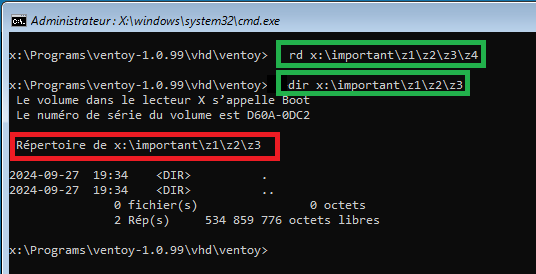 Administrateur : X:\windows\system32\cmd.exe
x:\Programs\ventoy-1.0.99\vhd\ventoy> rd x:\important\z1\z2\z3\z4
x:\Programs\ventoy-1.0.99\vhd\ventoy> dir x:\important\z1\z2\z3
Le volume dans le lecteur X s’appelle Boot
Le numéro de série du volume est D60A-0DC2
Répertoire de x:\important\z1\z2\z3
2024-09-27 19:34 <DIR> .
2024-09-27 19:34 <DIR> ..
0 fichier(s) 0 octets
2 Rép(s) 534 859 776 octets libres
x:\Programs\ventoy-1.0.99\vhd\ventoy>